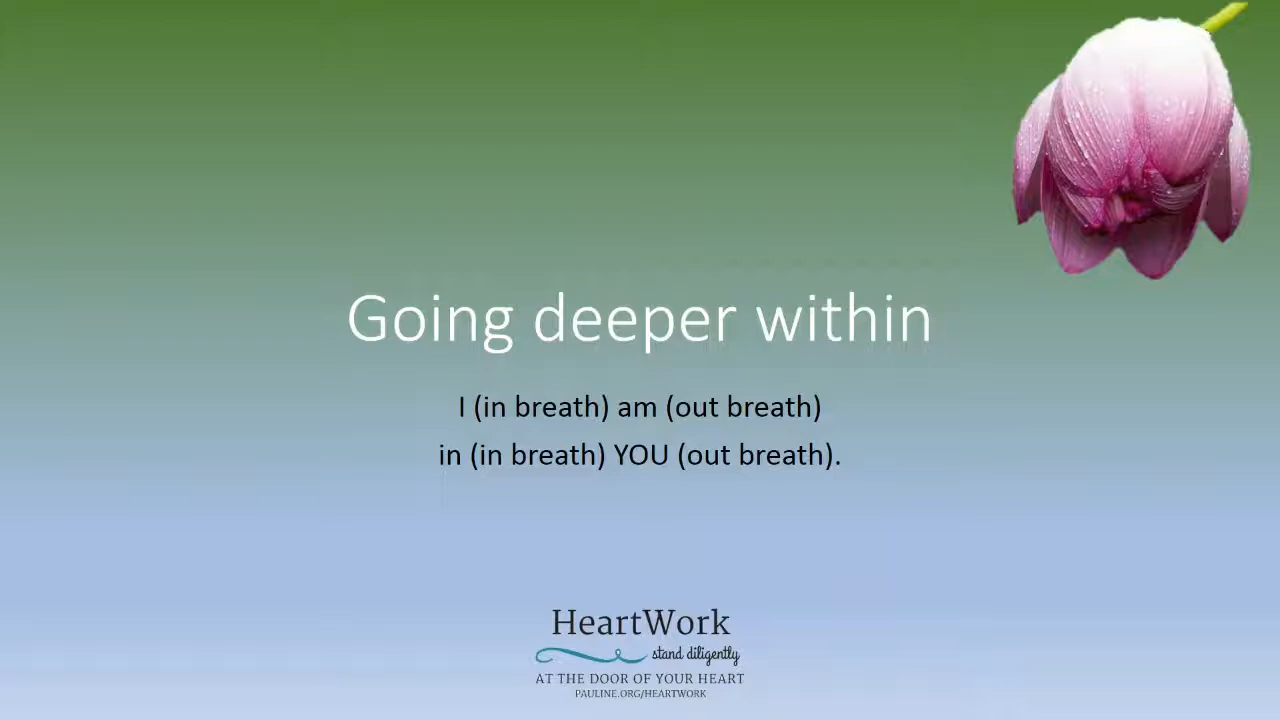 Going deeper within
I (in breath) am (out breath)
in (in breath) YOU (out breath).
HeartWork
stand diligently
AT THE DOOR OF YOUR HEART
PAULINE.ORG/HEARTWORK